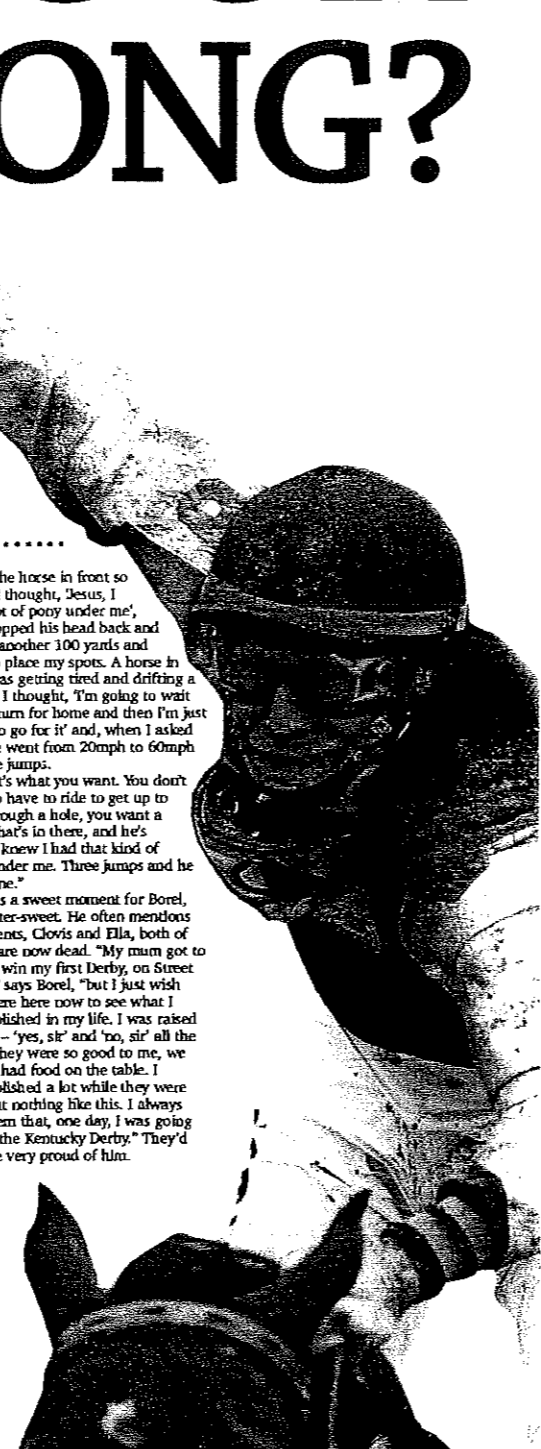 ONG?
he horse in front so
thought, 'Jesus, I
ot of pony under me',
opped his head back and
another 100 yards and
place my spots. A horse in
as getting tired and drifting a
I thought, 'I'm going to wait
urn for home and then I'm just
o go for it' and, when I asked
went from 20mph to 60mph
e jumps.
t's what you want. You don't
have to ride to get up to
rough a hole, you want a
hat's in there, and he's
knew I had that kind of
nder me. Three jumps and he
ne."
s a sweet moment for Borel,
ter-sweet. He often mentions
ents, Clovis and Ella, both of
are now dead. "My mum got to
win my first Derby, on Street
says Borel, "but I just wish
ere here now to see what I
lished in my life. I was raised
– 'yes, sir' and 'no, sir' all the
hey were so good to me, we
had food on the table. I
plished a lot while they were
ut nothing like this. I always
em that, one day, I was going
the Kentucky Derby." They'd
e very proud of him.